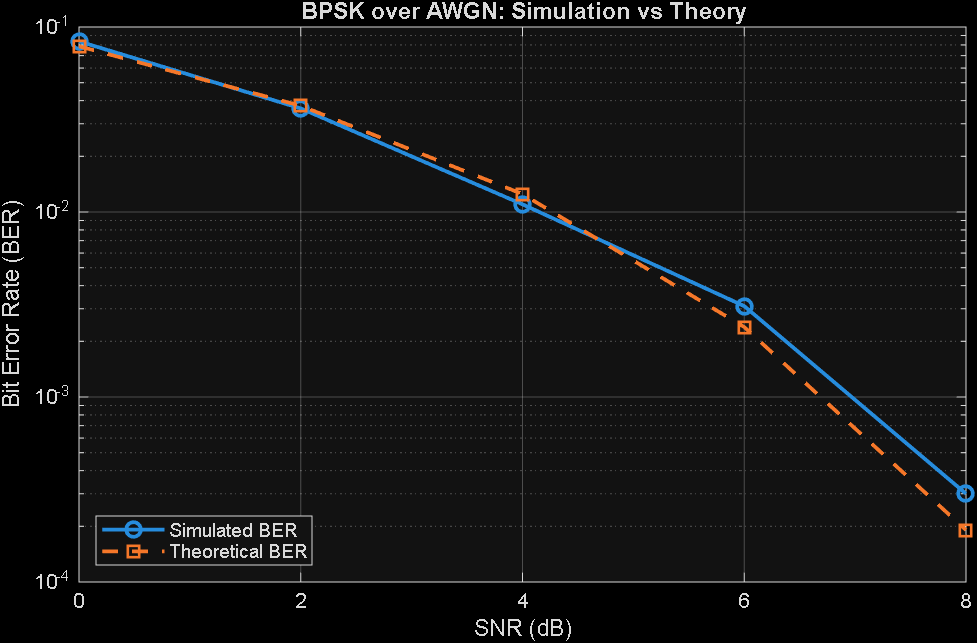 BPSK over AWGN: Simulation vs Theory
10^-1
10^-2
10^-3
10^-4
Bit Error Rate (BER)
Simulated BER
Theoretical BER
0 2 4 6 8
SNR (dB)